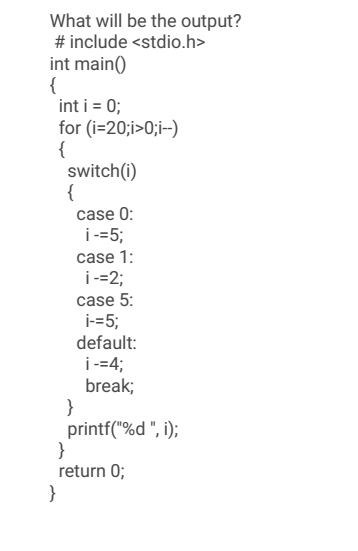 What will be the output?
# include <stdio.h>
int main()
{
int i = 0;
for (i=20;i>0;i--)
{
switch(i)
{
case 0:
i -=5;
case 1:
i -=2;
case 5:
i-=5;
default:
i -=4;
break;
}
printf("%d ", i);
}
return 0;
}